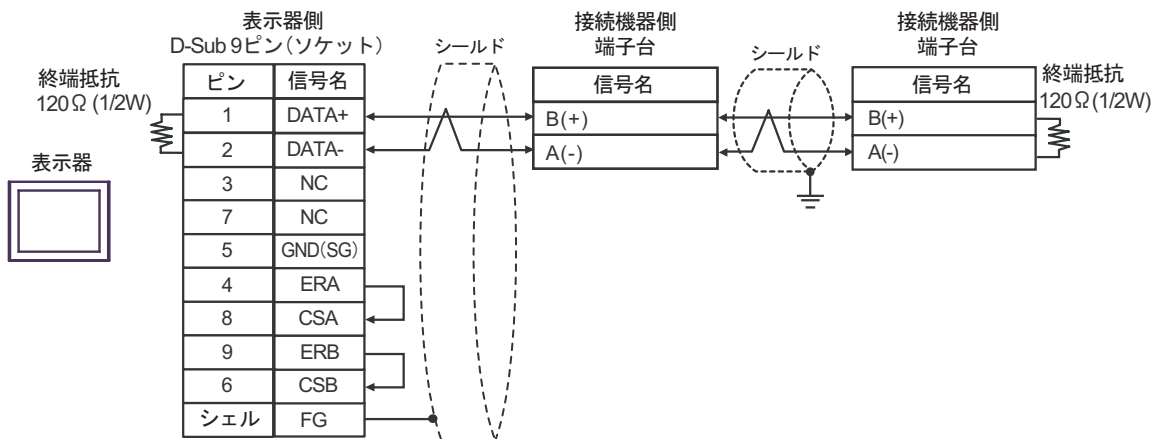 表示器側
D-Sub 9ピン(ソケット)
シールド
接続機器側
端子台
シールド
接続機器側
端子台
終端抵抗
120Ω (1/2W)
ピン 信号名
1 DATA+
2 DATA-
3 NC
7 NC
5 GND(SG)
4 ERA
8 CSA
9 ERB
6 CSB
シェル FG
表示器
信号名
B(+)
A(-)
信号名
B(+)
A(-)
終端抵抗
120Ω(1/2W)